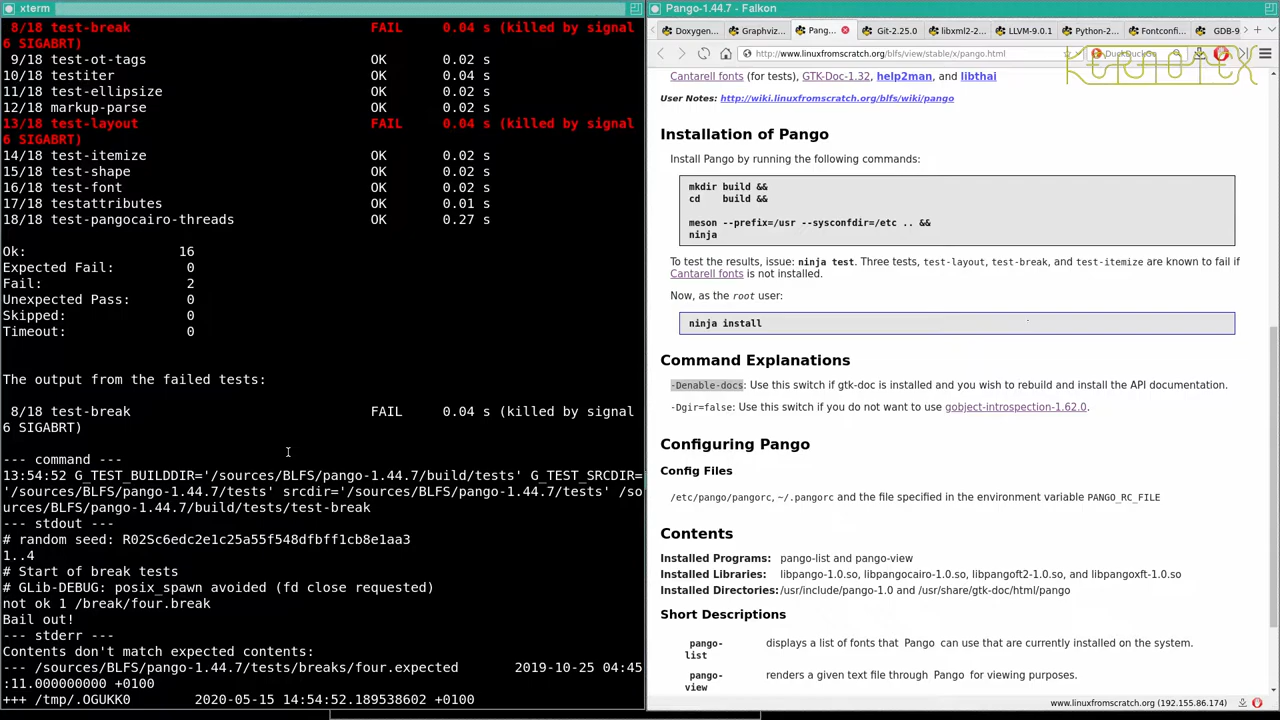 xterm
8/18 test-break FAIL 0.04 s (killed by signal
6 SIGABRT)
9/18 test-ot-tags OK 0.02 s
10/18 testiter OK 0.04 s
11/18 test-ellipsize OK 0.02 s
12/18 markup-parse OK 0.02 s
13/18 test-layout FAIL 0.04 s (killed by signal
6 SIGABRT)
14/18 test-itemize OK 0.02 s
15/18 test-shape OK 0.02 s
16/18 test-font OK 0.02 s
17/18 testattributes OK 0.01 s
18/18 test-pangocairo-threads OK 0.27 s
Ok: 16
Expected Fail: 0
Fail: 2
Unexpected Pass: 0
Skipped: 0
Timeout: 0
The output from the failed tests:
8/18 test-break FAIL 0.04 s (killed by signal
6 SIGABRT)
--- command ---
13:54:52 G_TEST_BUILDDIR='/sources/BLFS/pango-1.44.7/build/tests' G_TEST_SRCDIR=
'/sources/BLFS/pango-1.44.7/tests' srcdir='/sources/BLFS/pango-1.44.7/tests' /so
urces/BLFS/pango-1.44.7/build/tests/test-break
--- stdout ---
# random seed: R02Sc6edc2e1c25a55f548dfbff1cb8e1aa3
1..4
# Start of break tests
# GLib-DEBUG: posix_spawn avoided (fd close requested)
not ok 1 /break/four.break
Bail out!
--- stderr ---
Contents don't match expected contents:
--- /sources/BLFS/pango-1.44.7/tests/breaks/four.expected 2019-10-25 04:45
:11.000000000 +0100
+++ /tmp/.OGUKK0 2020-05-15 14:54:52.189538602 +0100
Pango-1.44.7 - Falkon
Doxygen... Graphviz... Pang... Git-2.25.0 libxml2-2... LLVM-9.0.1 Python-2... Fontconfi... GDB-9
http://www.linuxfromscratch.org/blfs/view/stable/x/pango.html
DuckDuckGo
KERNOTEX
Cantarell fonts (for tests), GTK-Doc-1.32, help2man, and libthai
User Notes: http://wiki.linuxfromscratch.org/blfs/wiki/pango
Installation of Pango
Install Pango by running the following commands:
mkdir build &&
cd build &&
meson --prefix=/usr --sysconfdir=/etc .. &&
ninja
To test the results, issue: ninja test. Three tests, test-layout, test-break, and test-itemize are known to fail if
Cantarell fonts is not installed.
Now, as the root user:
ninja install
Command Explanations
-Denable-docs: Use this switch if gtk-doc is installed and you wish to rebuild and install the API documentation.
-Dgir=false: Use this switch if you do not want to use gobject-introspection-1.62.0.
Configuring Pango
Config Files
/etc/pango/pangorc, ~/.pangorc and the file specified in the environment variable PANGO_RC_FILE
Contents
Installed Programs: pango-list and pango-view
Installed Libraries: libpango-1.0.so, libpangocairo-1.0.so, libpangoft2-1.0.so, and libpangoxft-1.0.so
Installed Directories: /usr/include/pango-1.0 and /usr/share/gtk-doc/html/pango
Short Descriptions
pango-list displays a list of fonts that Pango can use that are currently installed on the system.
pango-view renders a given text file through Pango for viewing purposes.
www.linuxfromscratch.org (192.155.86.174)